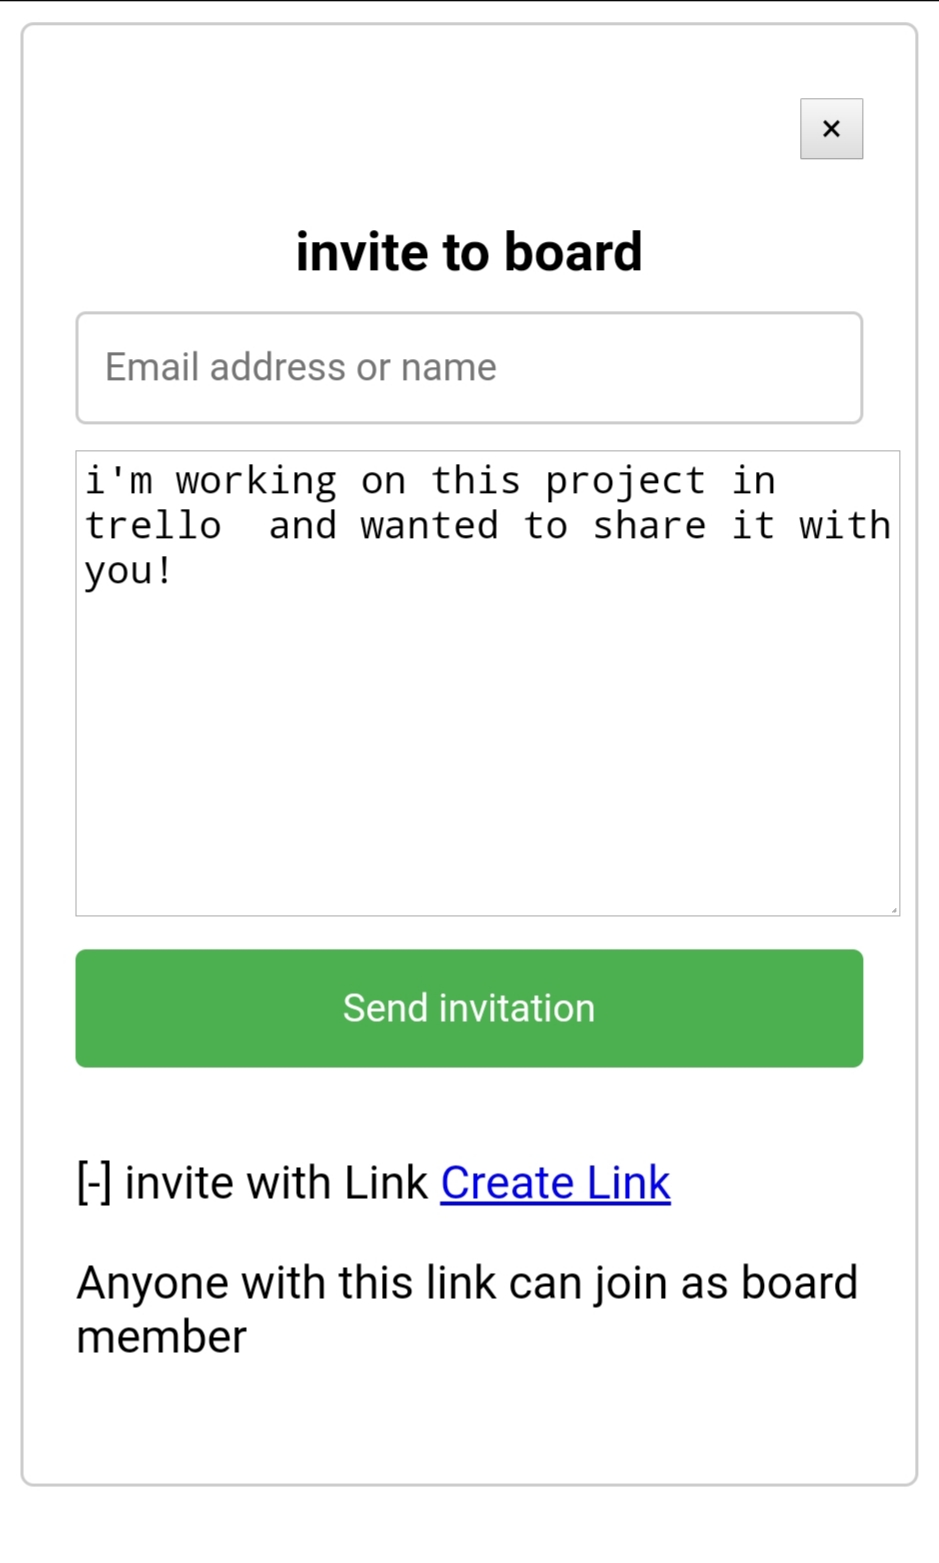 ×
invite to board
Email address or name
i'm working on this project in
trello  and wanted to share it with
you!
Send invitation
[-] invite with Link Create Link
Anyone with this link can join as board
member